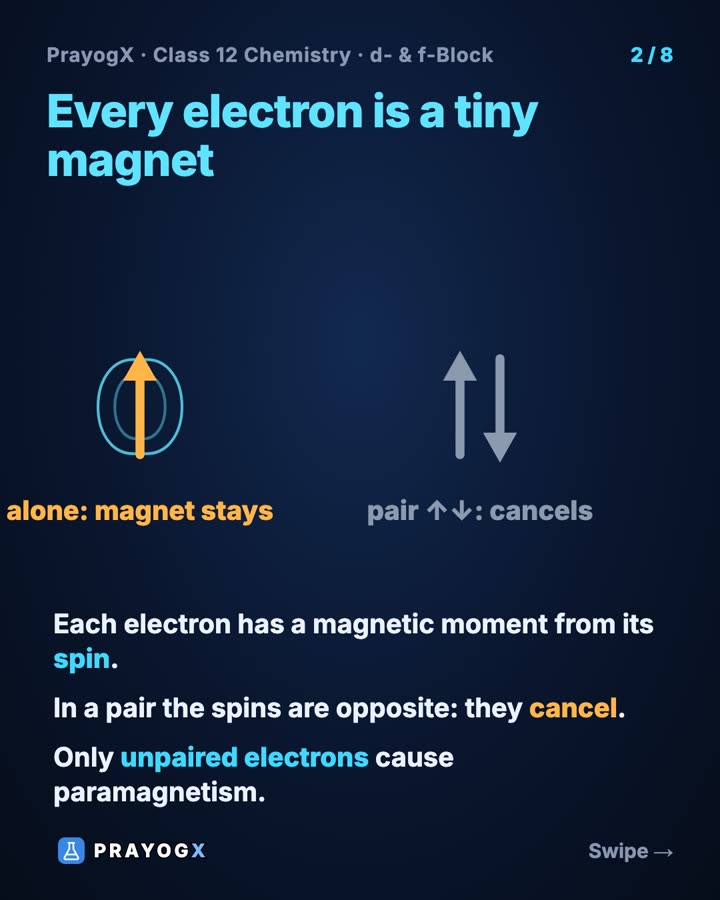 PrayogX · Class 12 Chemistry · d- & f-Block
2 / 8
Every electron is a tiny
magnet
alone: magnet stays
pair ↑↓: cancels
Each electron has a magnetic moment from its
spin.
In a pair the spins are opposite: they cancel.
Only unpaired electrons cause
paramagnetism.
PRAYOGX
Swipe →